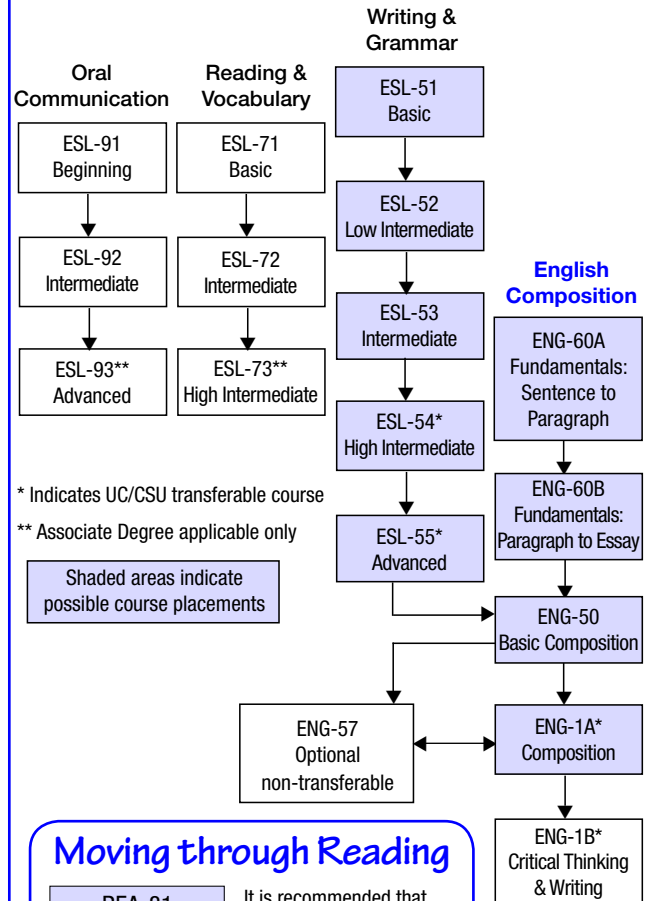 Oral
Communication
ESL-91
Beginning
ESL-92
Intermediate
ESL-93**
Advanced
Reading &
Vocabulary
ESL-71
Basic
ESL-72
Intermediate
ESL-73**
High Intermediate
Writing &
Grammar
ESL-51
Basic
ESL-52
Low Intermediate
ESL-53
Intermediate
ESL-54*
High Intermediate
ESL-55*
Advanced
English
Composition
ENG-60A
Fundamentals:
Sentence to
Paragraph
ENG-60B
Fundamentals:
Paragraph to Essay
ENG-50
Basic Composition
ENG-57
Optional
non-transferable
ENG-1A*
Composition
ENG-1B*
Critical Thinking
& Writing
* Indicates UC/CSU transferable course
** Associate Degree applicable only
Shaded areas indicate
possible course placements
Moving through Reading
It is recommended that